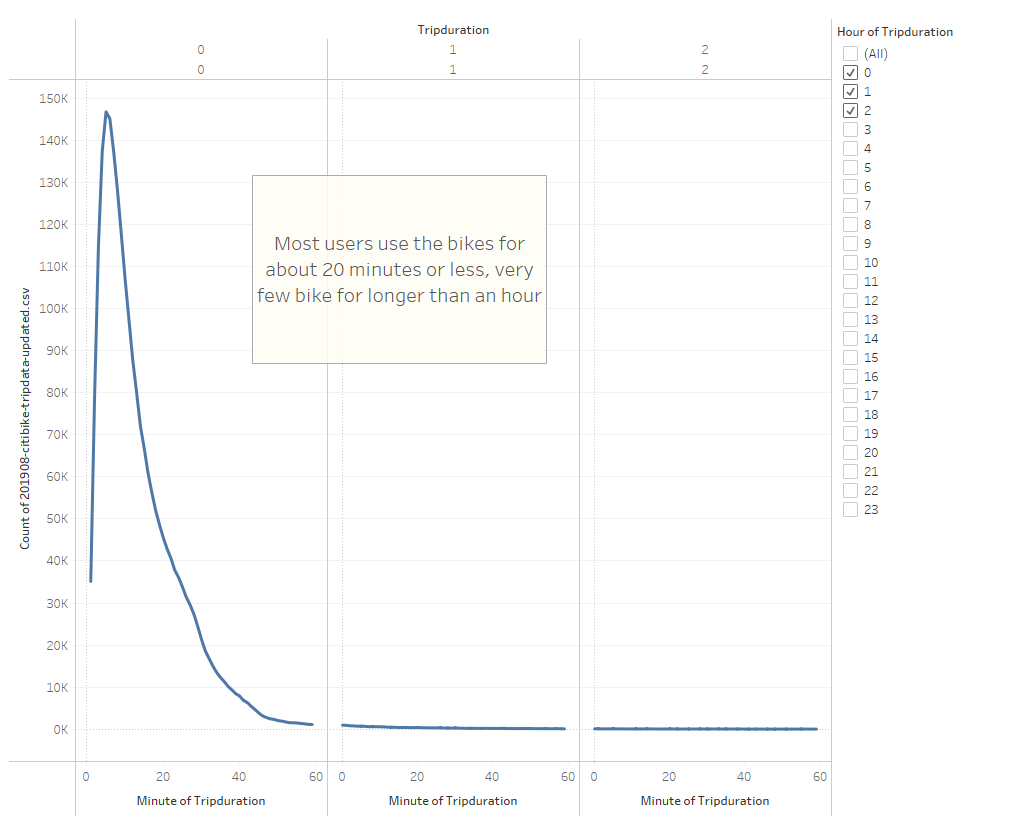 Tripduration
0 1 2
0 1 2
150K
140K
130K
120K
110K
100K
90K
80K
70K
60K
50K
40K
30K
20K
10K
0K
Count of 201908-citibike-tripdata-updated.csv
Most users use the bikes for
about 20 minutes or less, very
few bike for longer than an hour
0 20 40 60 0 20 40 60 0 20 40 60
Minute of Tripduration Minute of Tripduration Minute of Tripduration
Hour of Tripduration
(All)
0
1
2
3
4
5
6
7
8
9
10
11
12
13
14
15
16
17
18
19
20
21
22
23